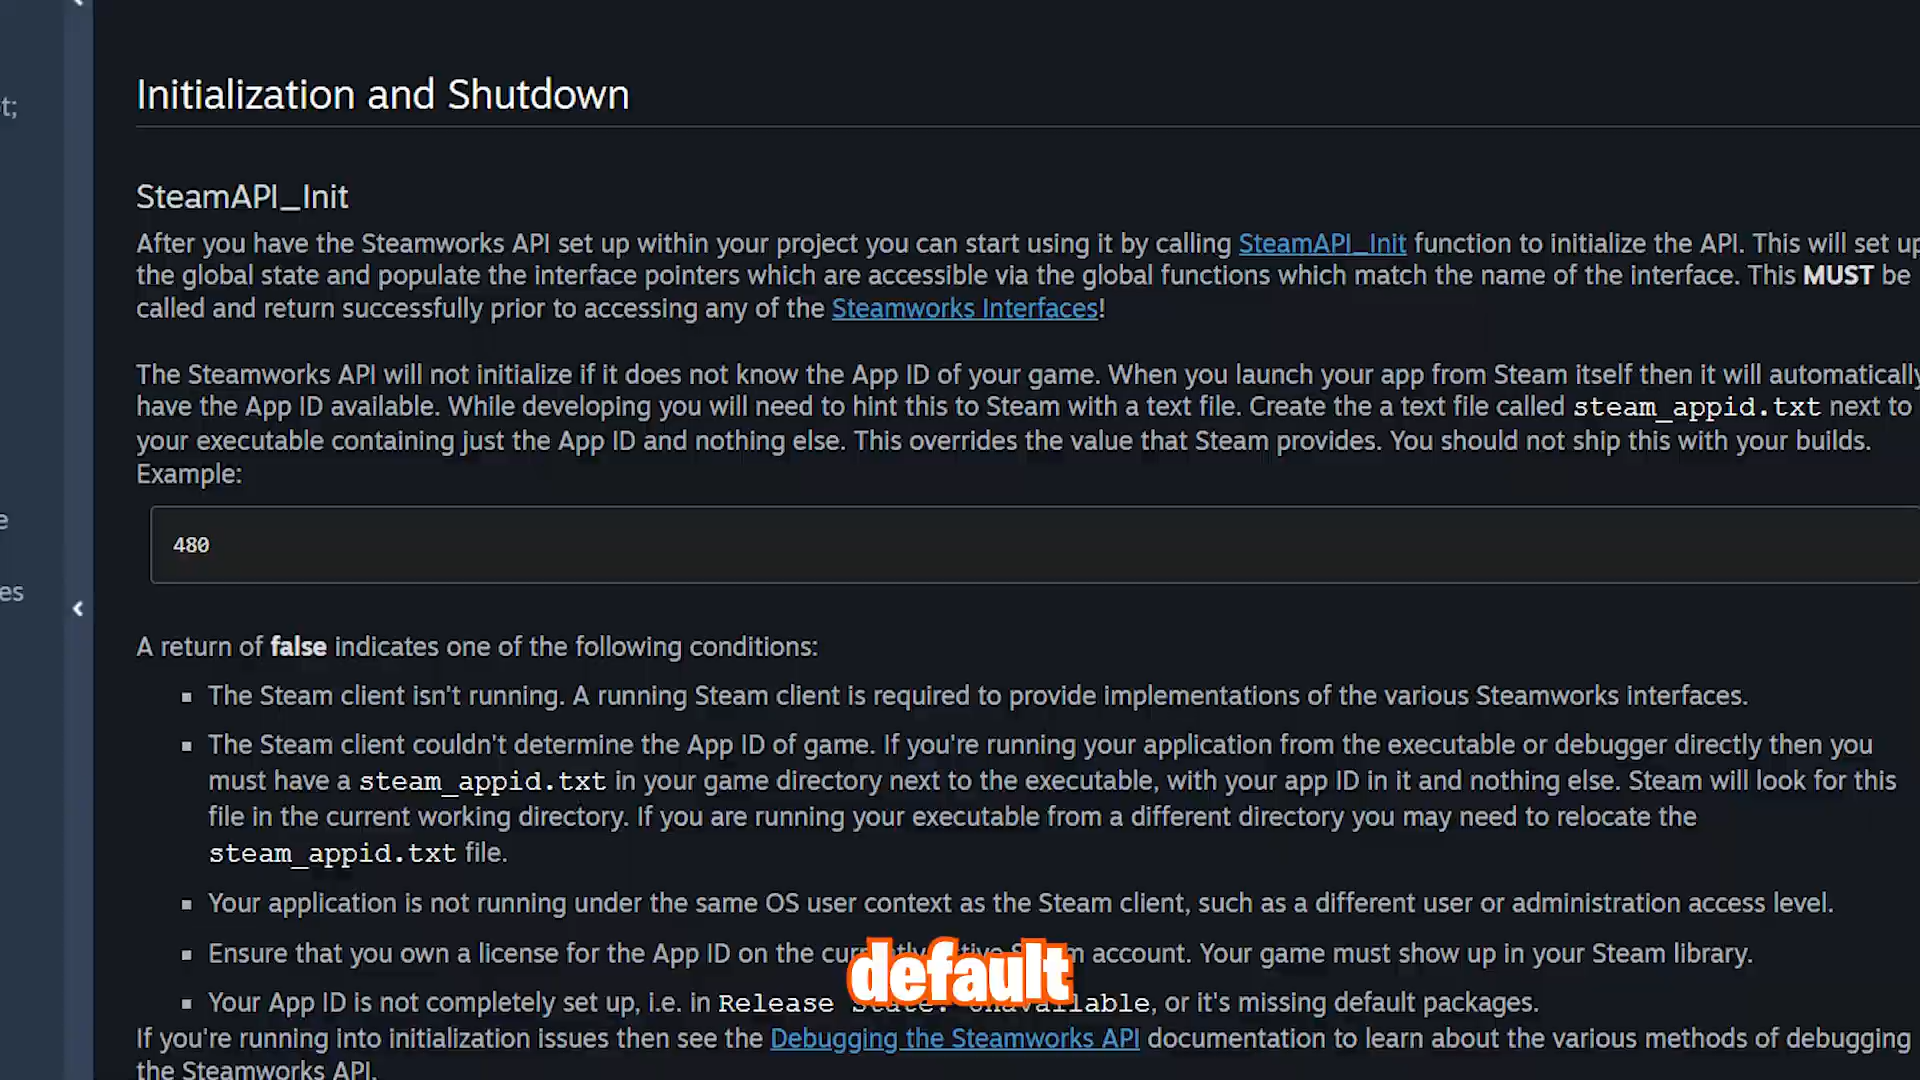 t;
Initialization and Shutdown
SteamAPI_Init
After you have the Steamworks API set up within your project you can start using it by calling SteamAPI_Init function to initialize the API. This will set up
the global state and populate the interface pointers which are accessible via the global functions which match the name of the interface. This MUST be
called and return successfully prior to accessing any of the Steamworks Interfaces!
The Steamworks API will not initialize if it does not know the App ID of your game. When you launch your app from Steam itself then it will automatically
have the App ID available. While developing you will need to hint this to Steam with a text file. Create the a text file called steam_appid.txt next to
your executable containing just the App ID and nothing else. This overrides the value that Steam provides. You should not ship this with your builds.
Example:
e
480
es
A return of false indicates one of the following conditions:
The Steam client isn't running. A running Steam client is required to provide implementations of the various Steamworks interfaces.
The Steam client couldn't determine the App ID of game. If you're running your application from the executable or debugger directly then you
must have a steam_appid.txt in your game directory next to the executable, with your app ID in it and nothing else. Steam will look for this
file in the current working directory. If you are running your executable from a different directory you may need to relocate the
steam_appid.txt file.
Your application is not running under the same OS user context as the Steam client, such as a different user or administration access level.
Ensure that you own a license for the App ID on the currently active Steam account. Your game must show up in your Steam library.
default
Your App ID is not completely set up, i.e. in Release State: Unavailable, or it's missing default packages.
If you're running into initialization issues then see the Debugging the Steamworks API documentation to learn about the various methods of debugging
the Steamworks API.